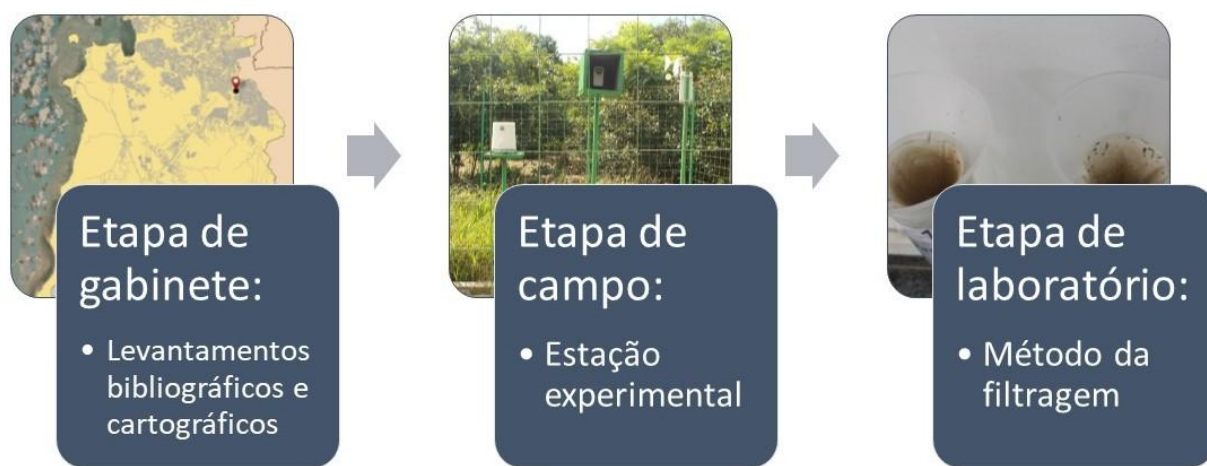 Etapa de
gabinete:
• Levantamentos
bibliográficos e
cartográficos
Etapa de
campo:
• Estação
experimental
Etapa de
laboratório:
• Método da
filtragem